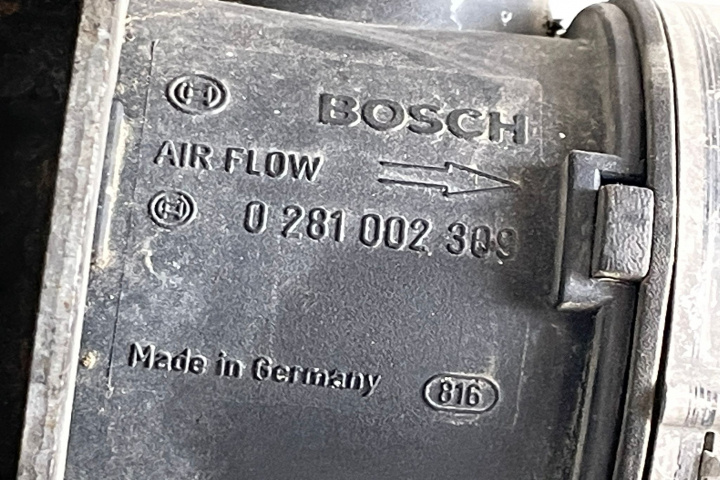 BOSCH
AIR FLOW
0 281 002 309
Made in Germany 816